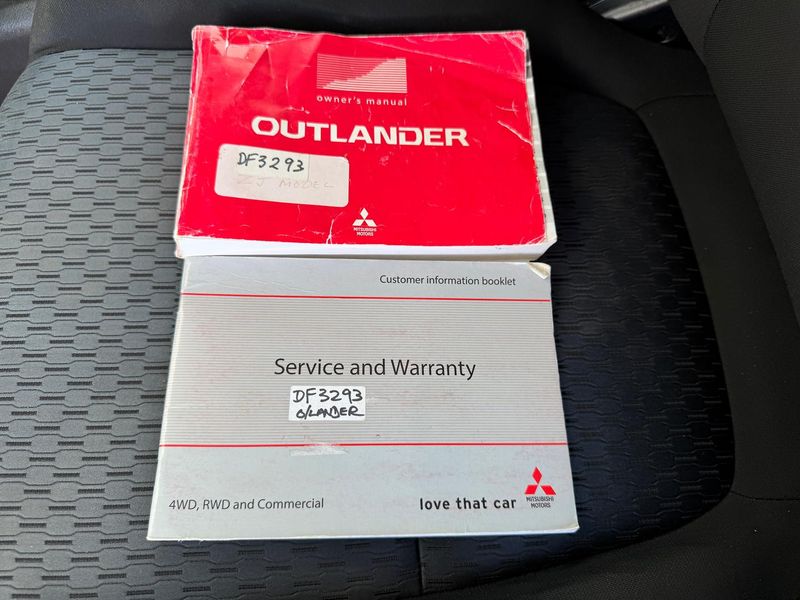 owner's manual
OUTLANDER
DF3293
ZJ MODEL
MITSUBISHI
MOTORS
Customer information booklet
Service and Warranty
DF3293
O/LANDER
4WD, RWD and Commercial
love that car
MITSUBISHI
MOTORS